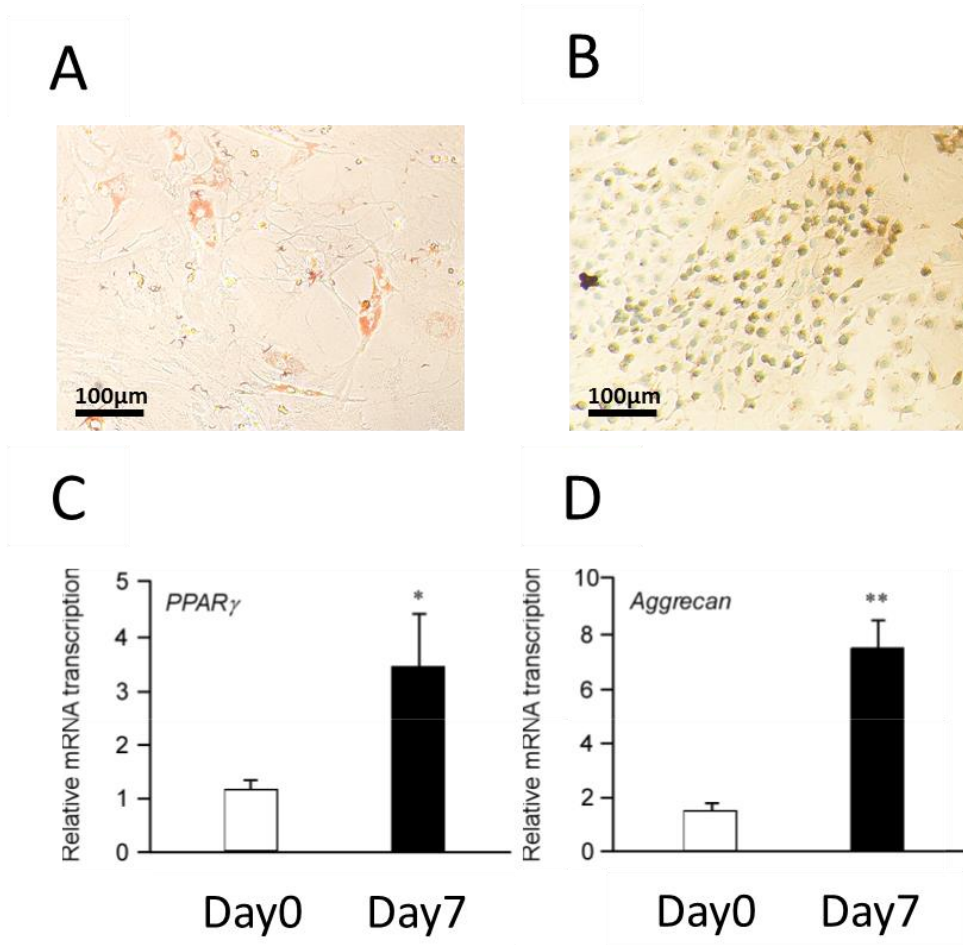 A
B
100µm
100µm
C
D
Relative mRNA transcription
5
4
3
2
1
0
PPARγ
*
Day0
Day7
Relative mRNA transcription
10
8
6
4
2
0
Aggrecan
**
Day0
Day7